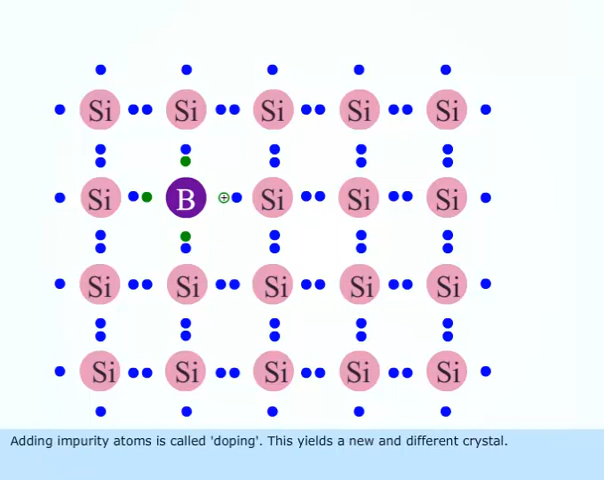 Si Si Si Si Si
Si B Si Si Si
Si Si Si Si Si
Si Si Si Si Si
Adding impurity atoms is called 'doping'. This yields a new and different crystal.